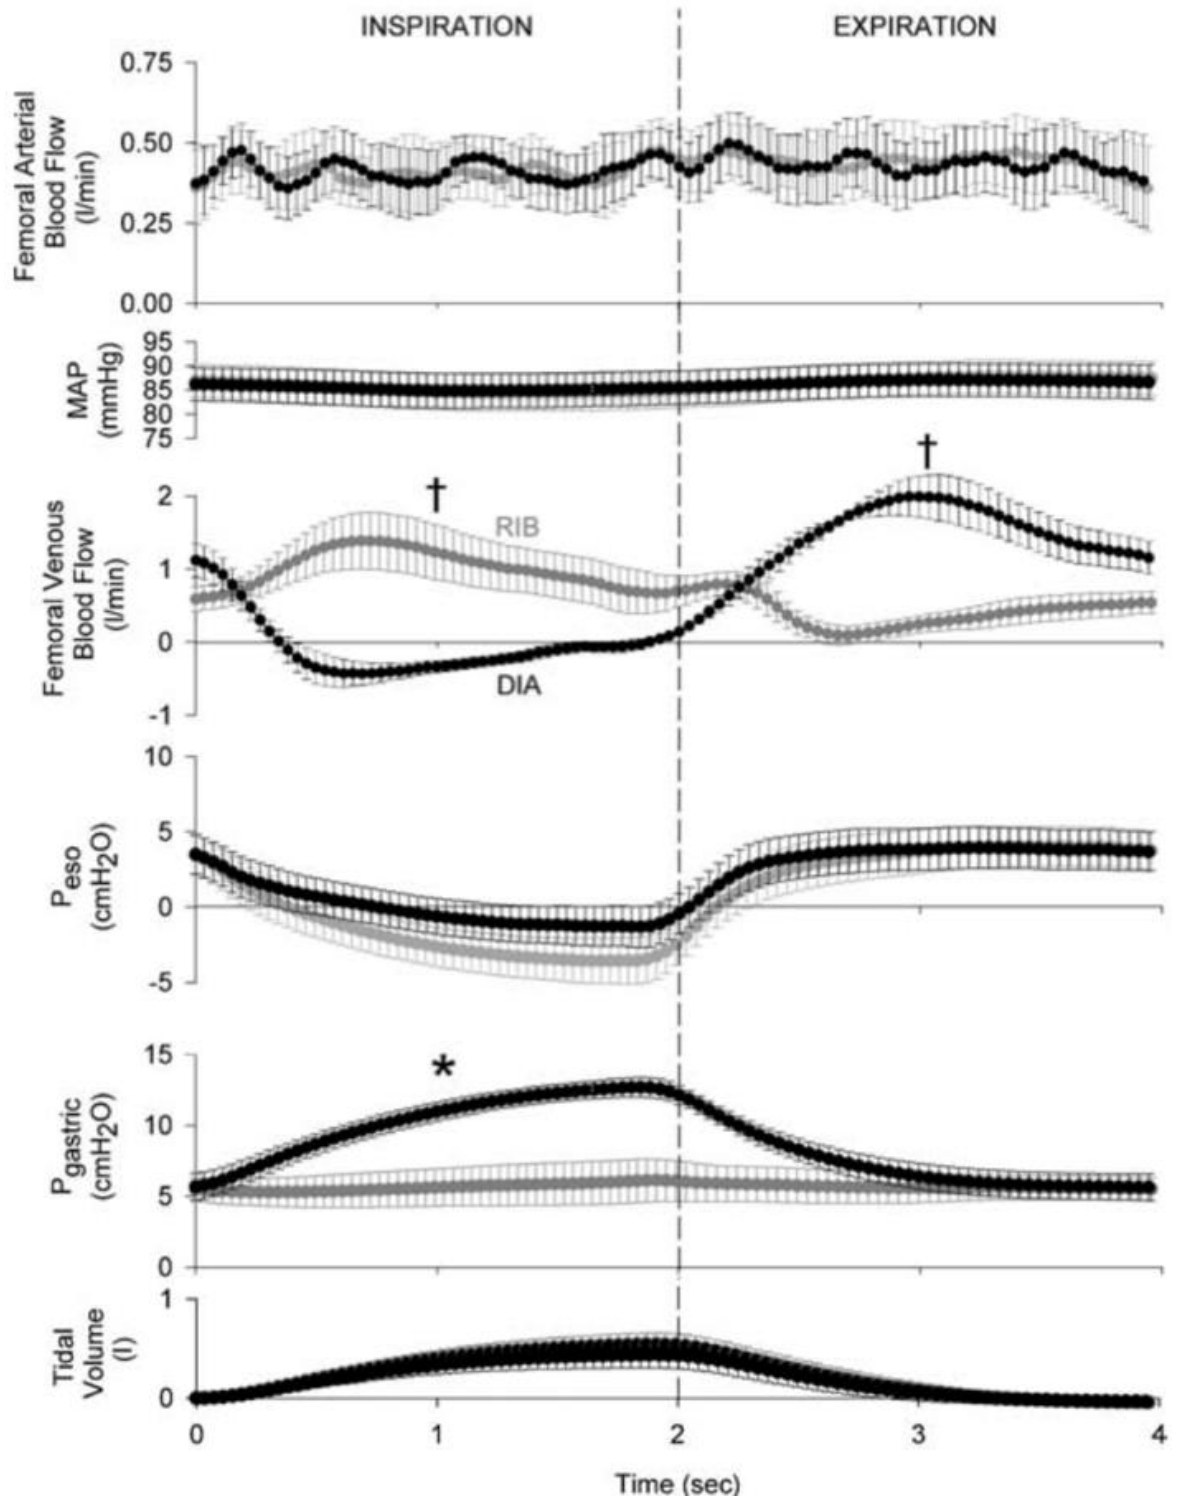 INSPIRATION EXPIRATION
Femoral Arterial
Blood Flow
(l/min)
0.75
0.50
0.25
0.00
MAP
(mmHg)
95
90
85
80
75
Femoral Venous
Blood Flow
(l/min)
2
1
0
-1
†
†
RIB
DIA
Peso
(cmH2O)
10
5
0
-5
Pgastric
(cmH2O)
15
10
5
0
*
Tidal
Volume
(l)
1
0
0 1 2 3 4
Time (sec)